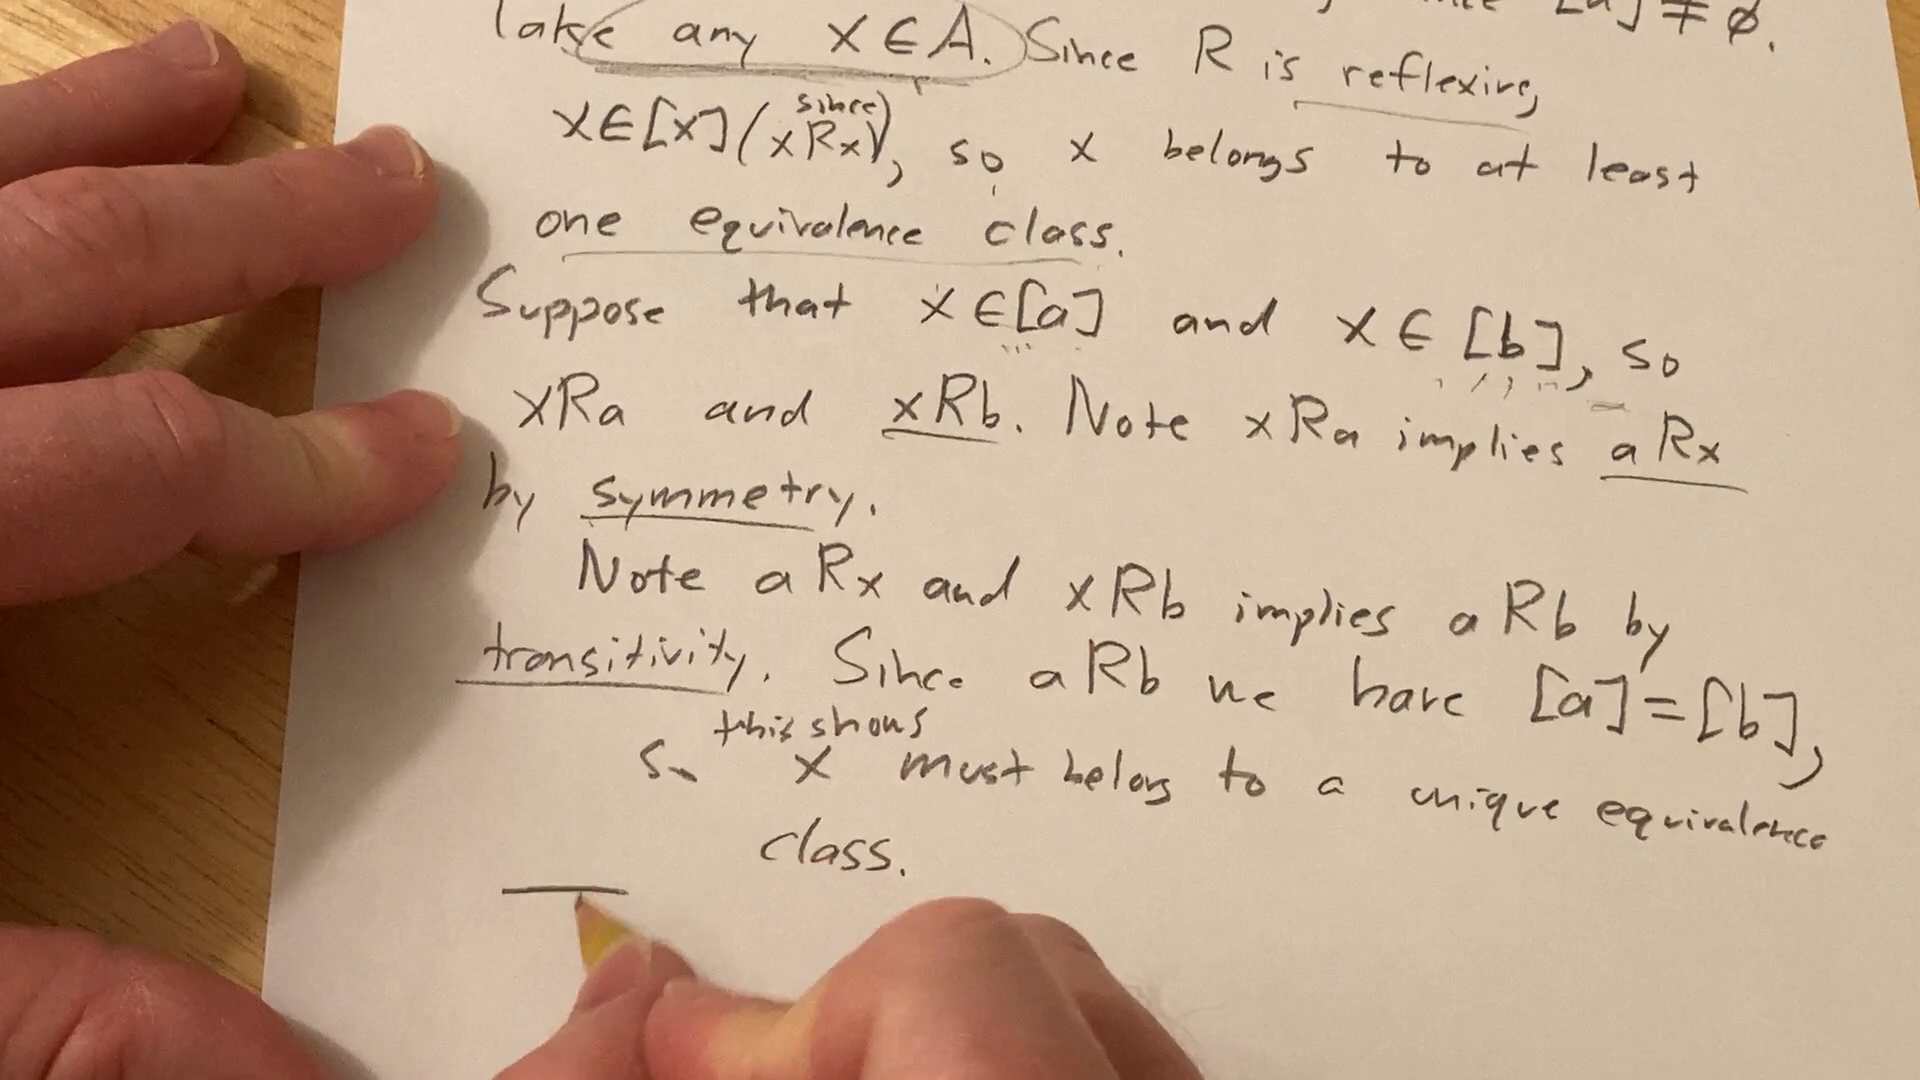 [a] ≠ ∅.
Take any x ∈ A. Since R is reflexive,
x ∈ [x] (since xRx), so x belongs to at least
one equivalence class.
Suppose that x ∈ [a] and x ∈ [b], so
xRa and xRb. Note xRa implies aRx
by symmetry.
Note aRx and xRb implies aRb by
transitivity. Since aRb we have [a] = [b],
so this shows x must belong to a unique equivalence
class.